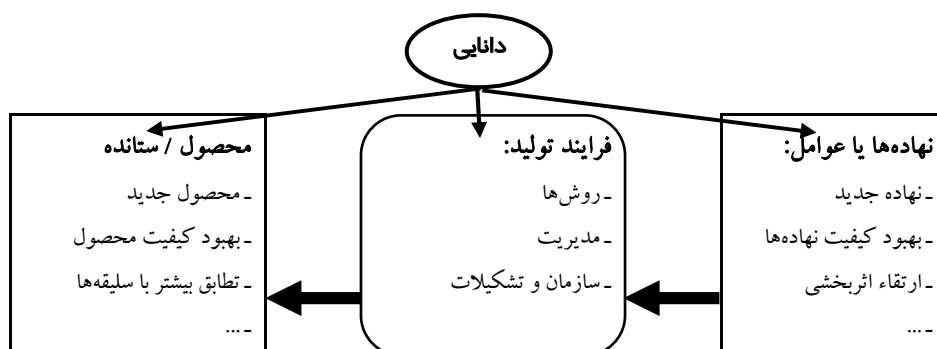 دانایی
نهاده‌ها یا عوامل:
ـ نهاده جدید
ـ بهبود کیفیت نهاده‌ها
ـ ارتقاء اثربخشی
ـ ...
فرایند تولید:
ـ روش‌ها
ـ مدیریت
ـ سازمان و تشکیلات
محصول / ستانده
ـ محصول جدید
ـ بهبود کیفیت محصول
ـ تطابق بیشتر با سلیقه‌ها
ـ ...